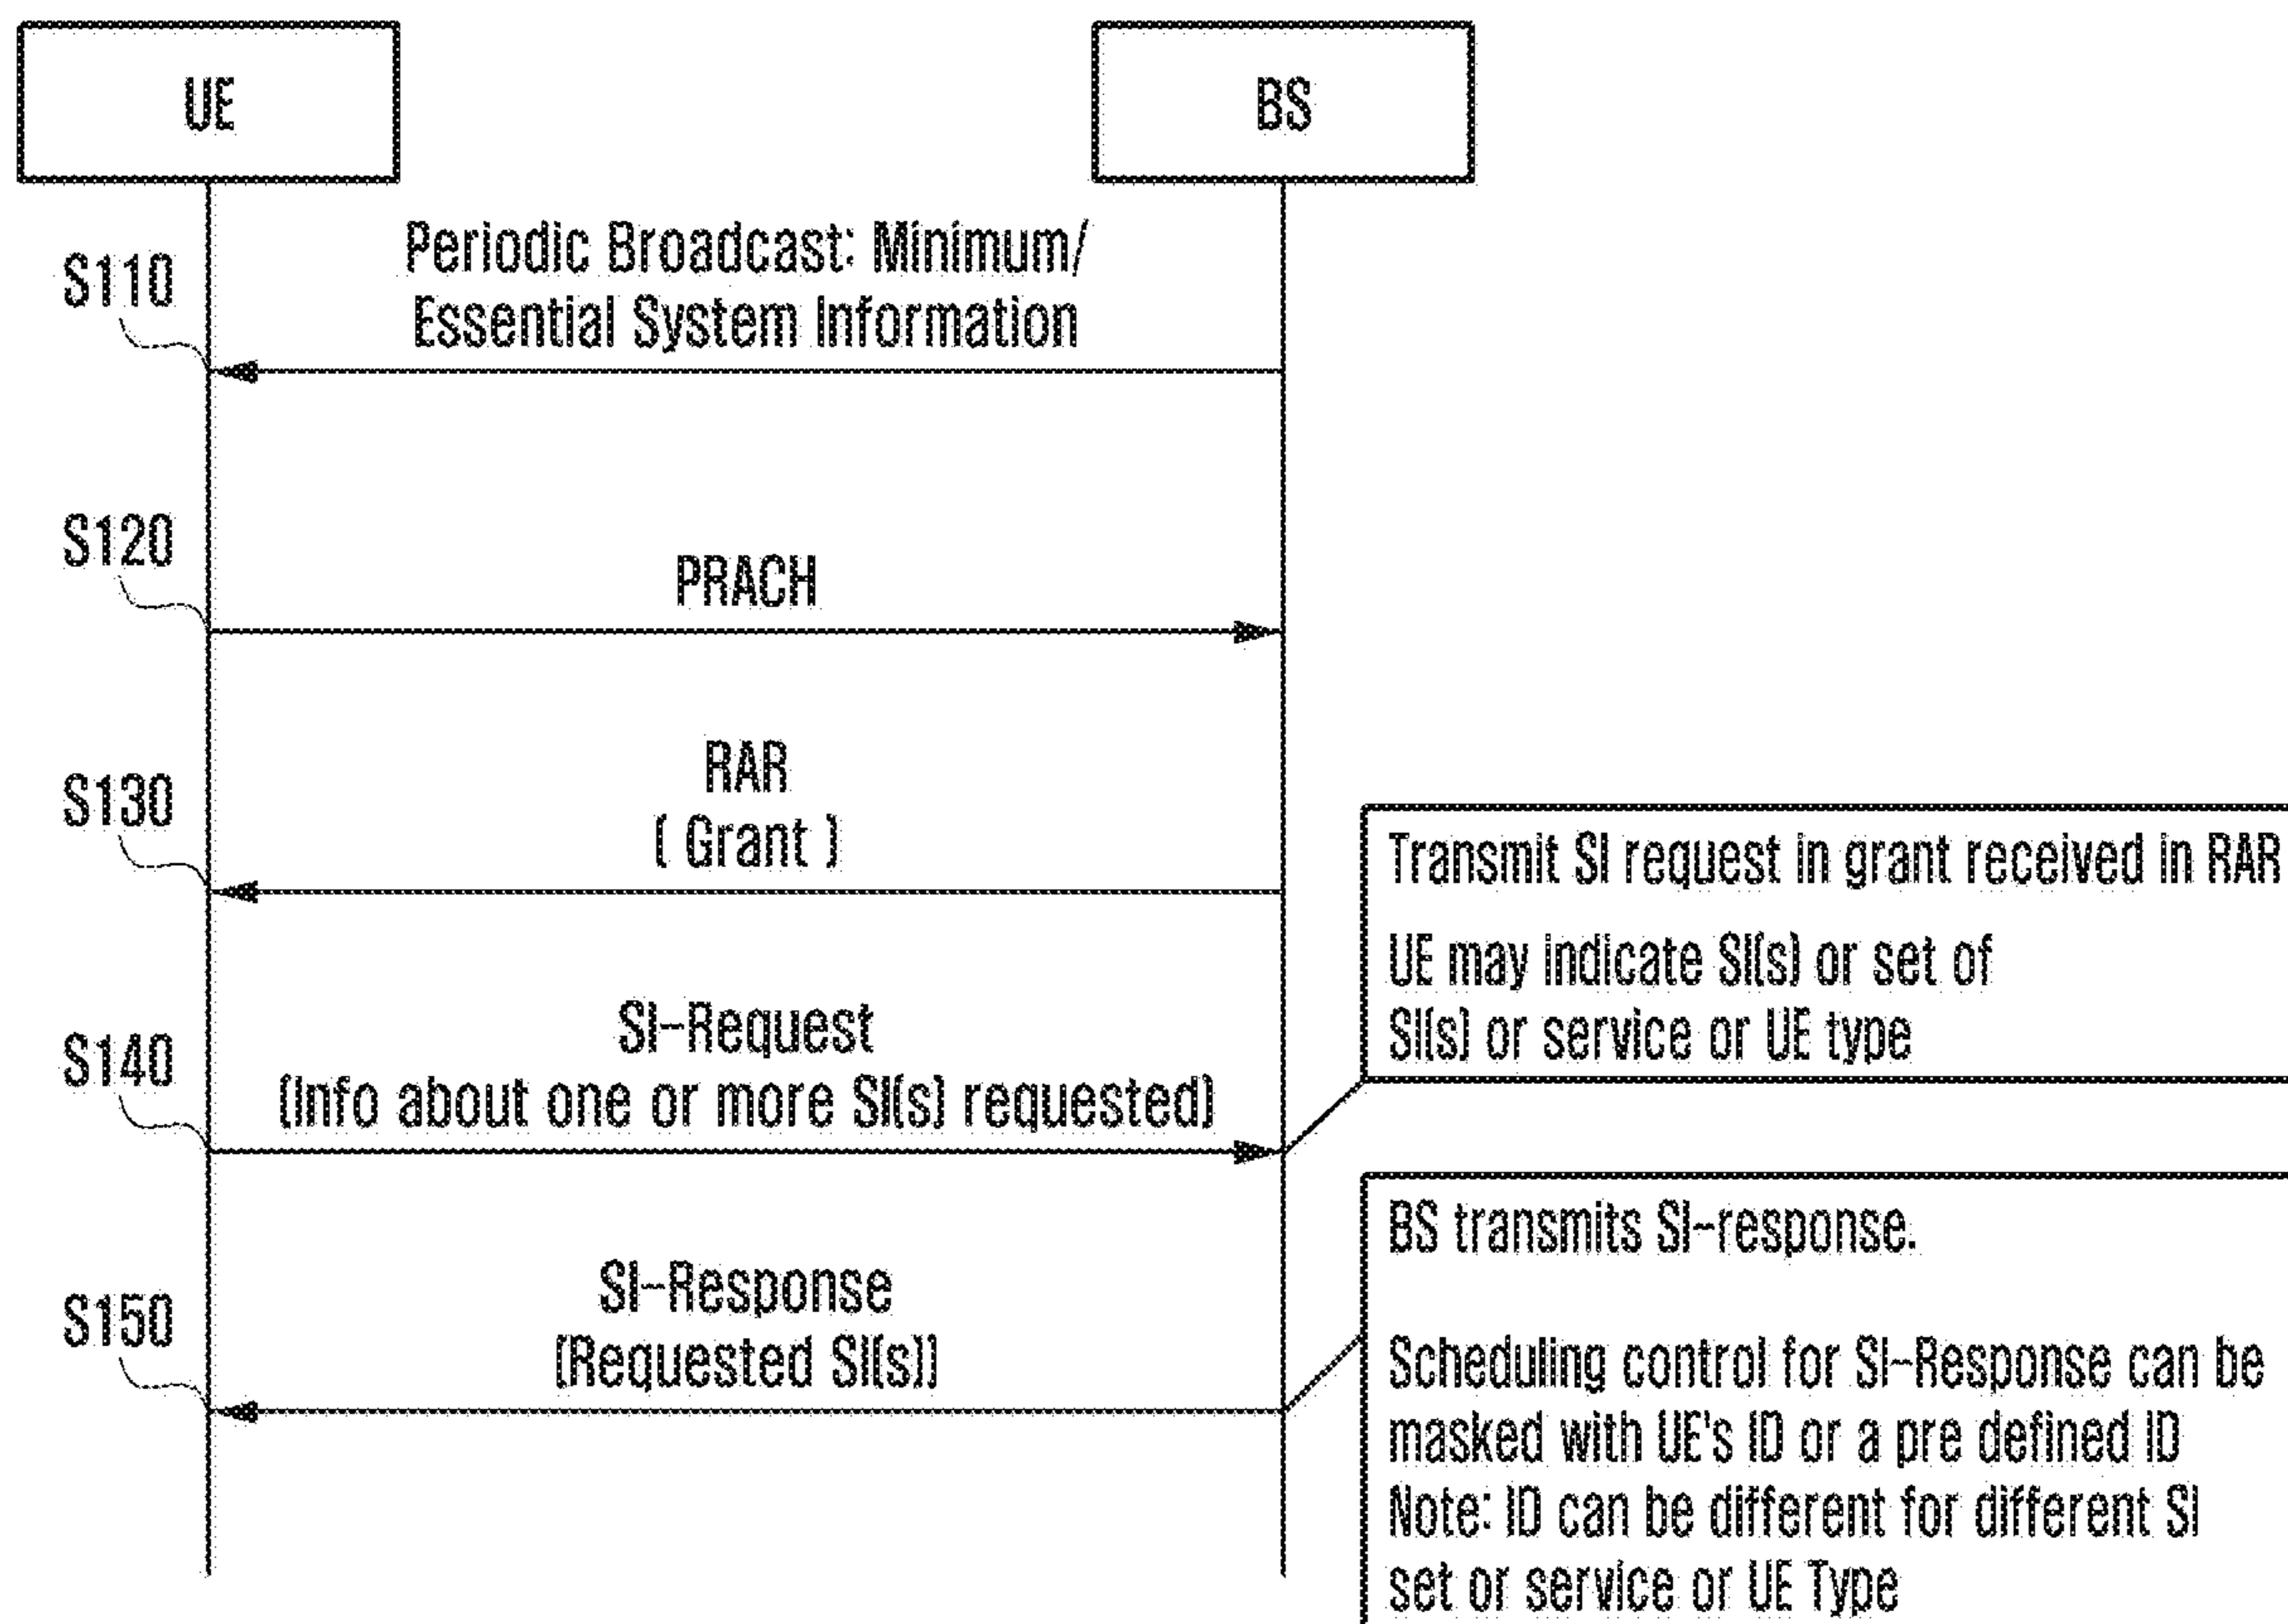 UE
BS
S110
Periodic Broadcast: Minimum/
Essential System Information
S120
PRACH
S130
RAR
( Grant )
S140
SI-Request
(Info about one or more SI(s) requested)
Transmit SI request in grant received in RAR
UE may indicate SI(s) or set of
SI(s) or service or UE type
S150
SI-Response
(Requested SI(s))
BS transmits SI-response.
Scheduling control for SI-Response can be
masked with UE's ID or a pre defined ID
Note: ID can be different for different SI
set or service or UE Type